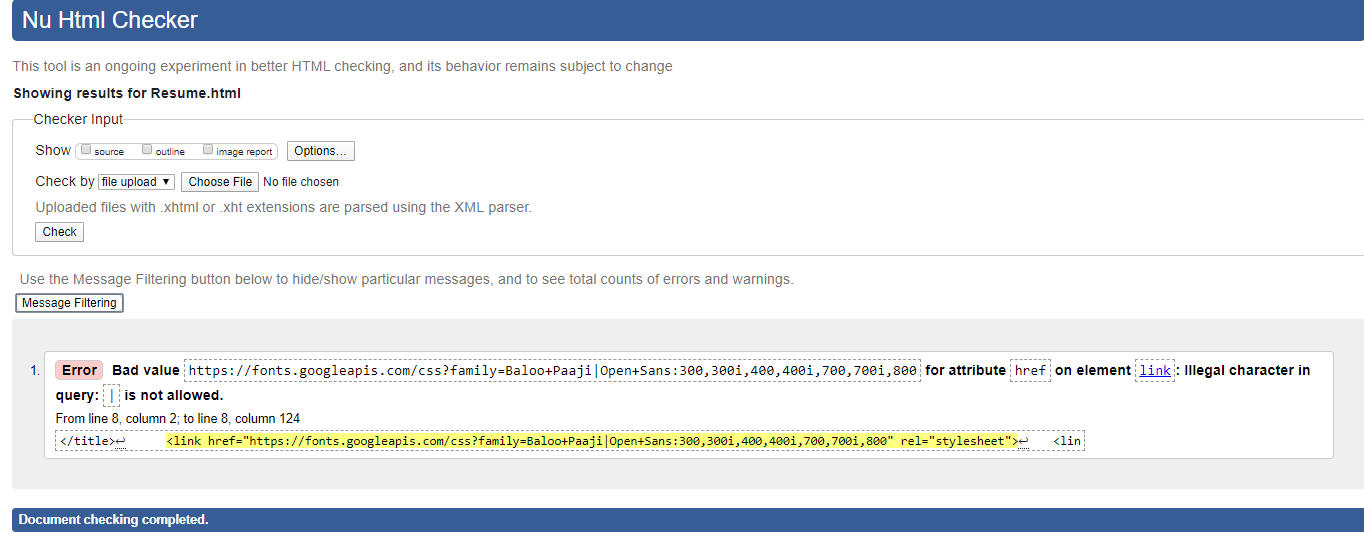 Nu Html Checker
This tool is an ongoing experiment in better HTML checking, and its behavior remains subject to change
Showing results for Resume.html
Checker Input
Show source outline image report Options...
Check by file upload ▼ Choose File No file chosen
Uploaded files with .xhtml or .xht extensions are parsed using the XML parser.
Check
Use the Message Filtering button below to hide/show particular messages, and to see total counts of errors and warnings.
Message Filtering
1. Error Bad value https://fonts.googleapis.com/css?family=Baloo+Paaji|Open+Sans:300,300i,400,400i,700,700i,800 for attribute href on element link: Illegal character in
query: | is not allowed.
From line 8, column 2; to line 8, column 124
</title>↩ <link href="https://fonts.googleapis.com/css?family=Baloo+Paaji|Open+Sans:300,300i,400,400i,700,700i,800" rel="stylesheet">↩ <lin
Document checking completed.